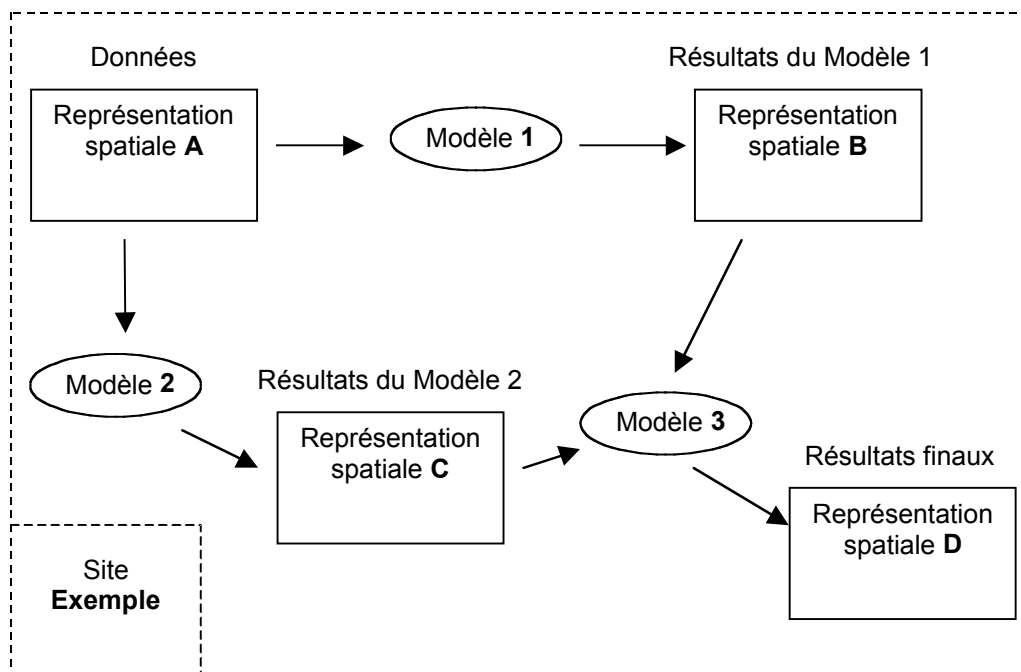 Données
Résultats du Modèle 1
Représentation
spatiale A
Modèle 1
Représentation
spatiale B
Modèle 2
Résultats du Modèle 2
Représentation
spatiale C
Modèle 3
Résultats finaux
Représentation
spatiale D
Site
Exemple